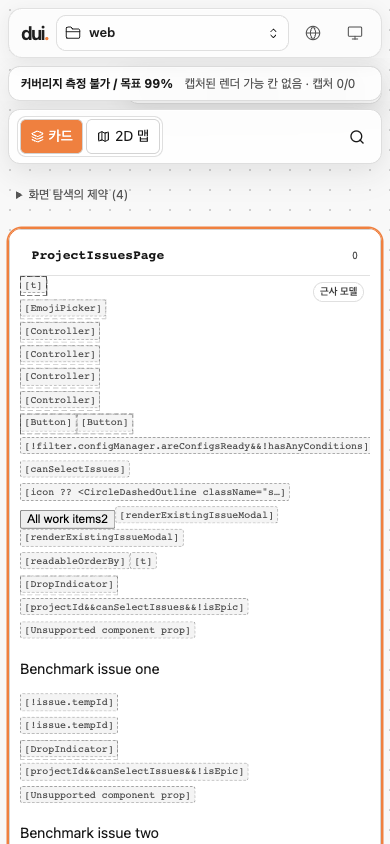 dui.
web
커버리지 측정 불가 / 목표 99% 캡처된 렌더 가능 칸 없음 · 캡처 0/0
카드
2D 맵
▶ 화면 탐색의 제약 (4)
ProjectIssuesPage 0
[t]
근사 모델
[EmojiPicker]
[Controller]
[Controller]
[Controller]
[Controller]
[Button] [Button]
[!filter.configManager.areConfigsReady&&!hasAnyConditions]
[canSelectIssues]
[icon ?? <CircleDashedOutline className="s…]
All work items2 [renderExistingIssueModal]
[renderExistingIssueModal]
[readableOrderBy] [t]
[DropIndicator]
[projectId&&canSelectIssues&&!isEpic]
[Unsupported component prop]
Benchmark issue one
[!issue.tempId]
[!issue.tempId]
[DropIndicator]
[projectId&&canSelectIssues&&!isEpic]
[Unsupported component prop]
Benchmark issue two